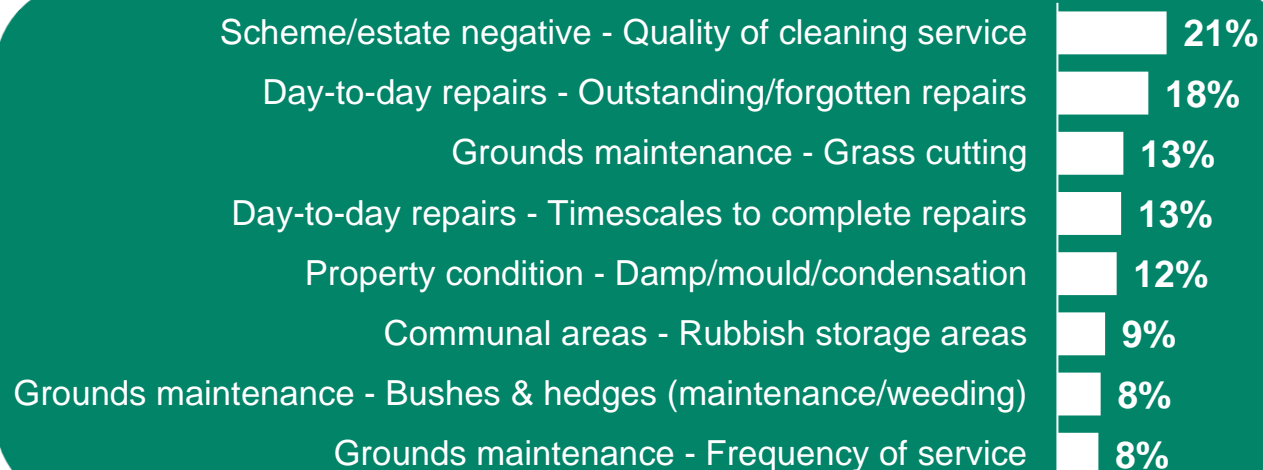 Scheme/estate negative - Quality of cleaning service 21%
Day-to-day repairs - Outstanding/forgotten repairs 18%
Grounds maintenance - Grass cutting 13%
Day-to-day repairs - Timescales to complete repairs 13%
Property condition - Damp/mould/condensation 12%
Communal areas - Rubbish storage areas 9%
Grounds maintenance - Bushes & hedges (maintenance/weeding) 8%
Grounds maintenance - Frequency of service 8%